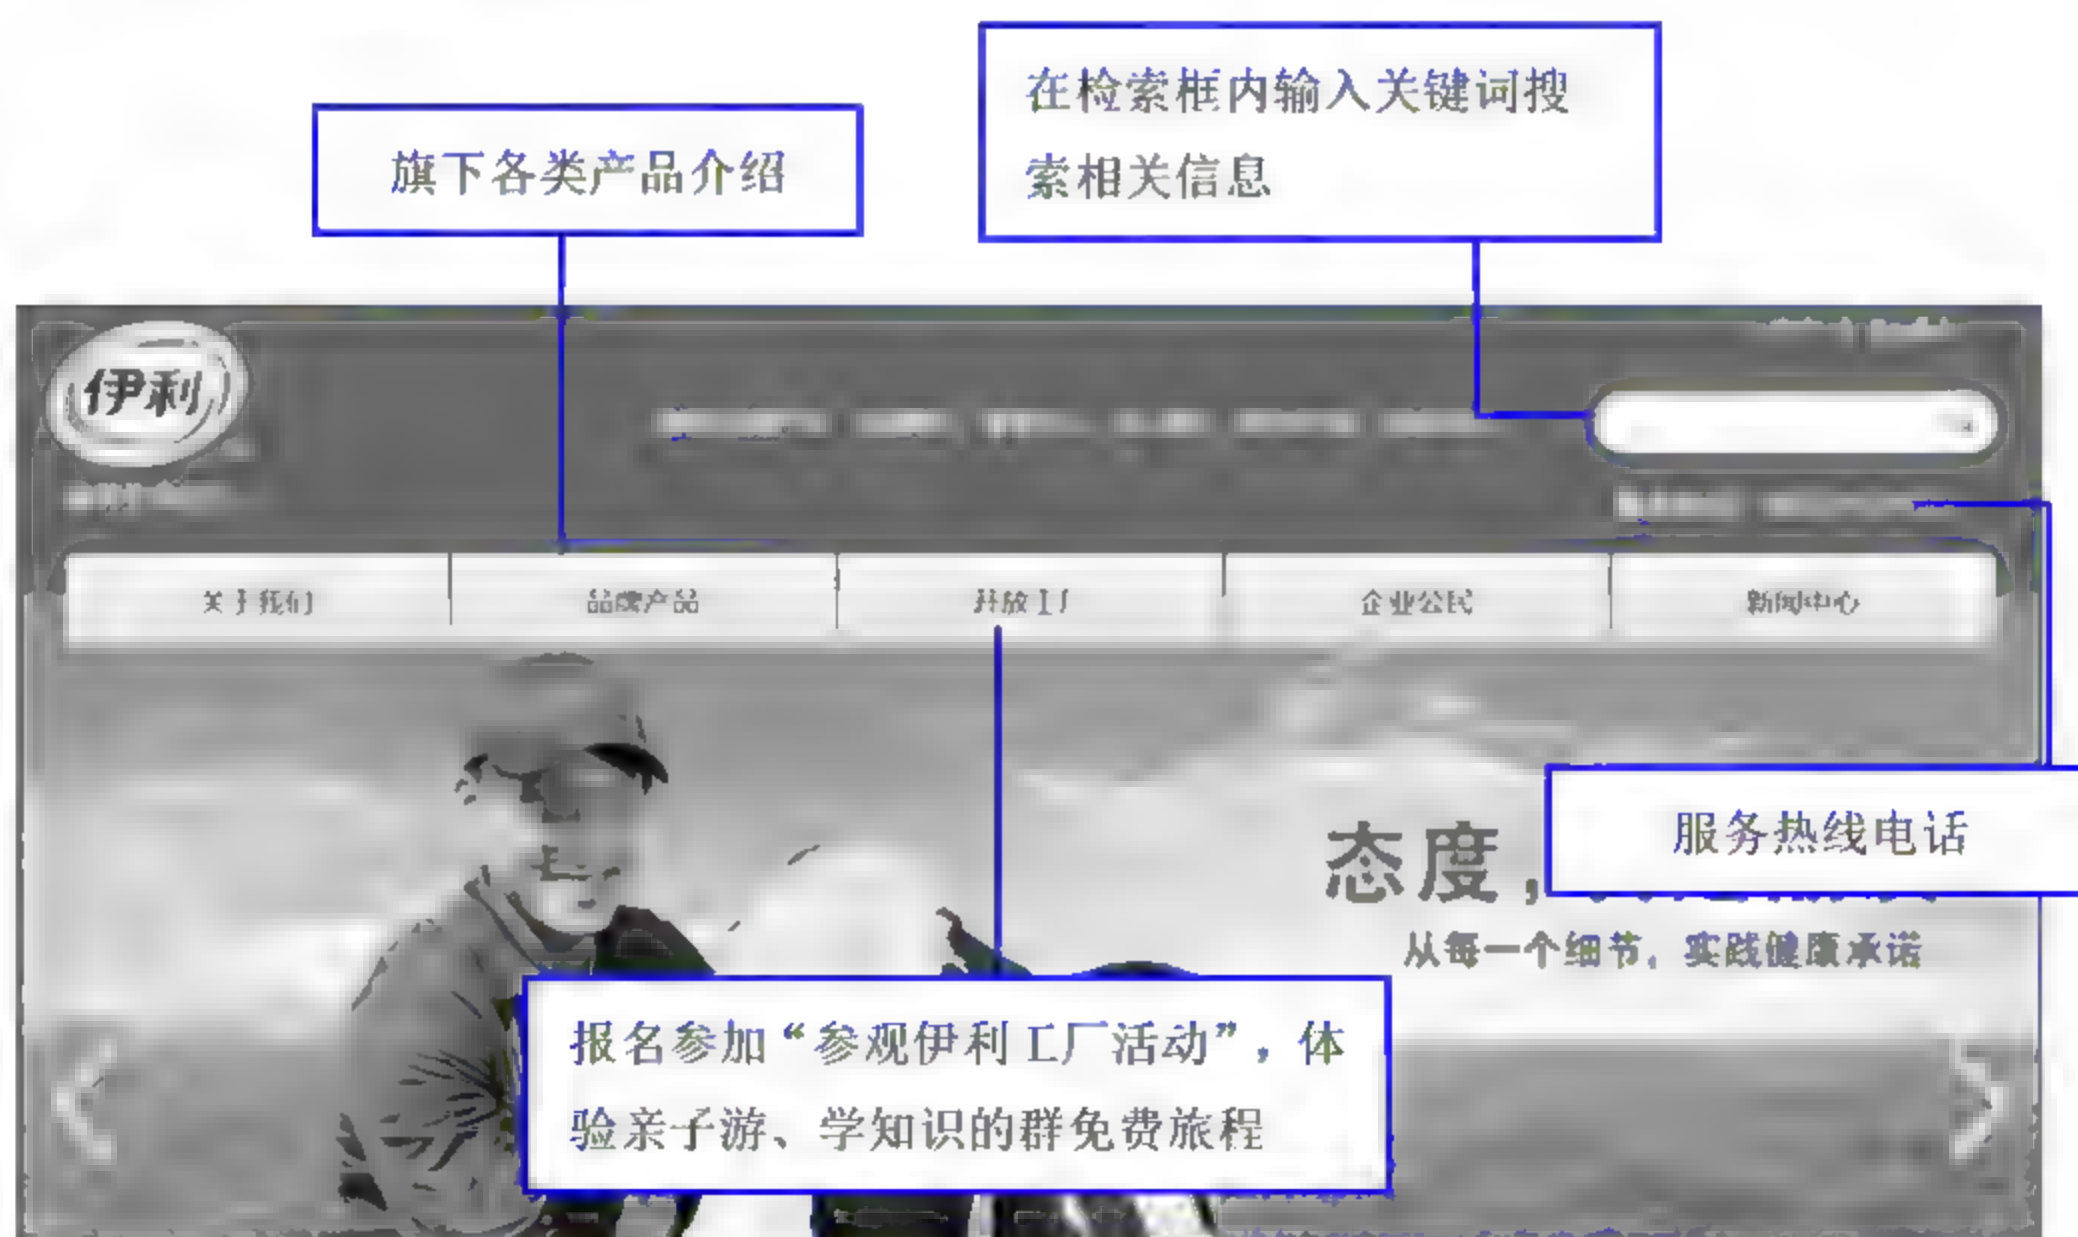 在检索框内输入关键词搜
索相关信息
旗下各类产品介绍
伊利
关于我们
品牌产品
开放工厂
企业公民
新闻中心
服务热线电话
态度，
从每一个细节，实践健康承诺
报名参加“参观伊利工厂活动”，体
验亲子游、学知识的群免费旅程